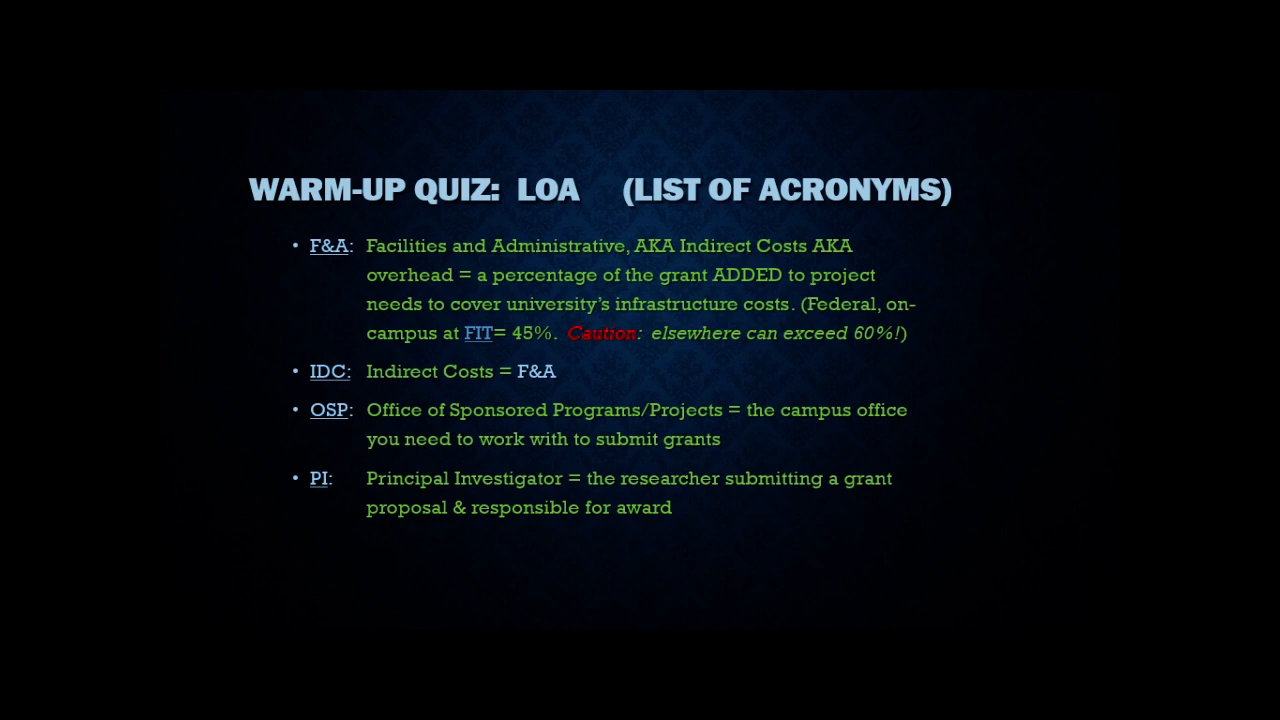 WARM-UP QUIZ: LOA (LIST OF ACRONYMS)
• F&A: Facilities and Administrative, AKA Indirect Costs AKA
overhead = a percentage of the grant ADDED to project
needs to cover university's infrastructure costs. (Federal, on-
campus at FIT= 45%. Caution: elsewhere can exceed 60%!)
• IDC: Indirect Costs = F&A
• OSP: Office of Sponsored Programs/Projects = the campus office
you need to work with to submit grants
• PI: Principal Investigator = the researcher submitting a grant
proposal & responsible for award